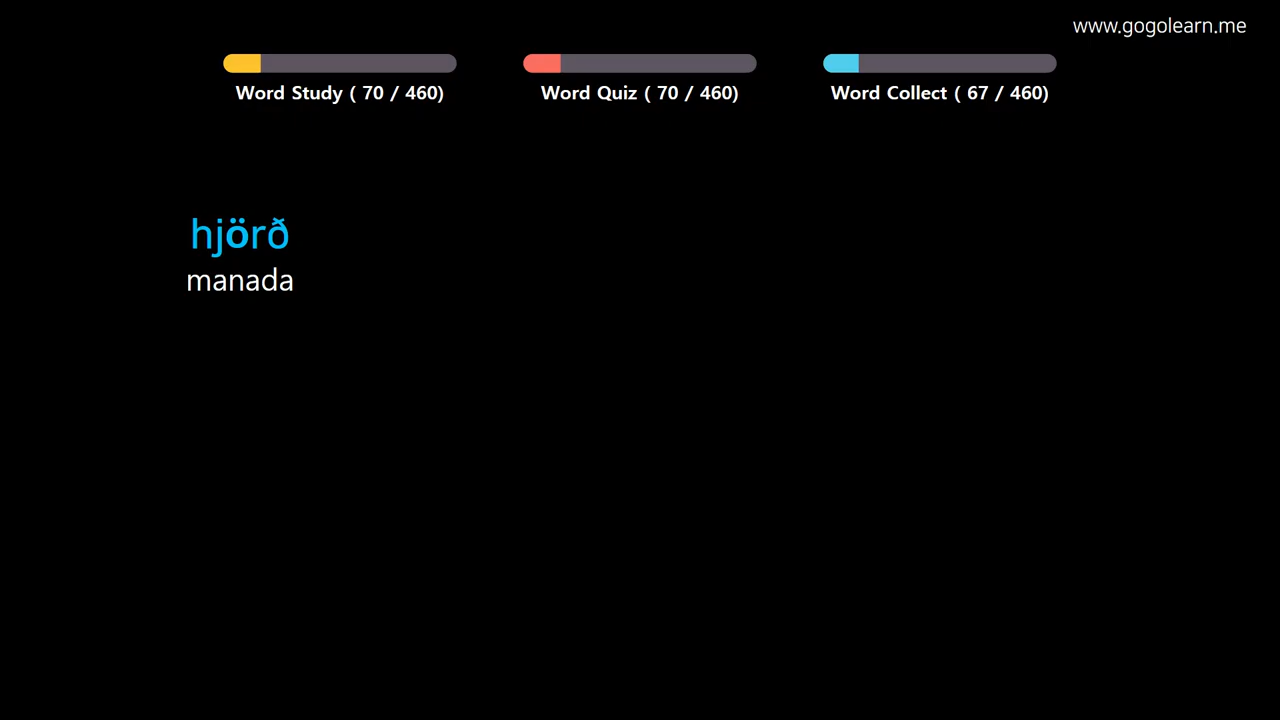 www.gogolearn.me
Word Study ( 70 / 460)
Word Quiz ( 70 / 460)
Word Collect ( 67 / 460)
hjörð
manada